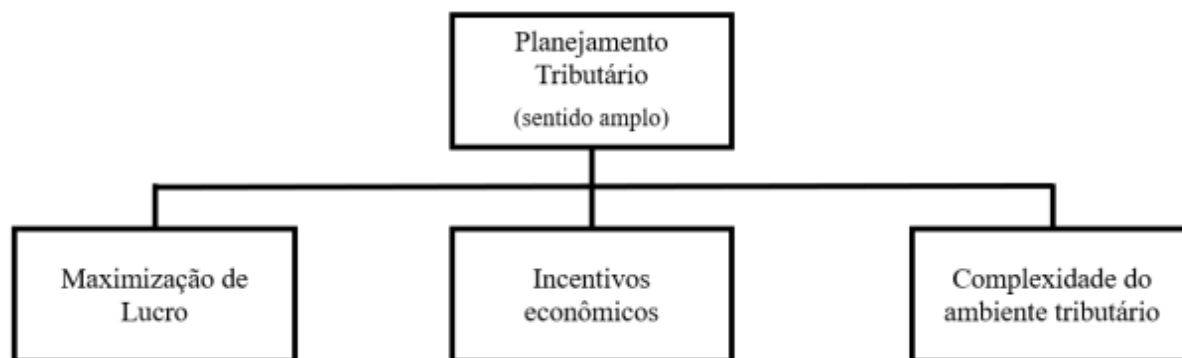 Planejamento
Tributário
(sentido amplo)
Maximização de
Lucro
Incentivos
econômicos
Complexidade do
ambiente tributário